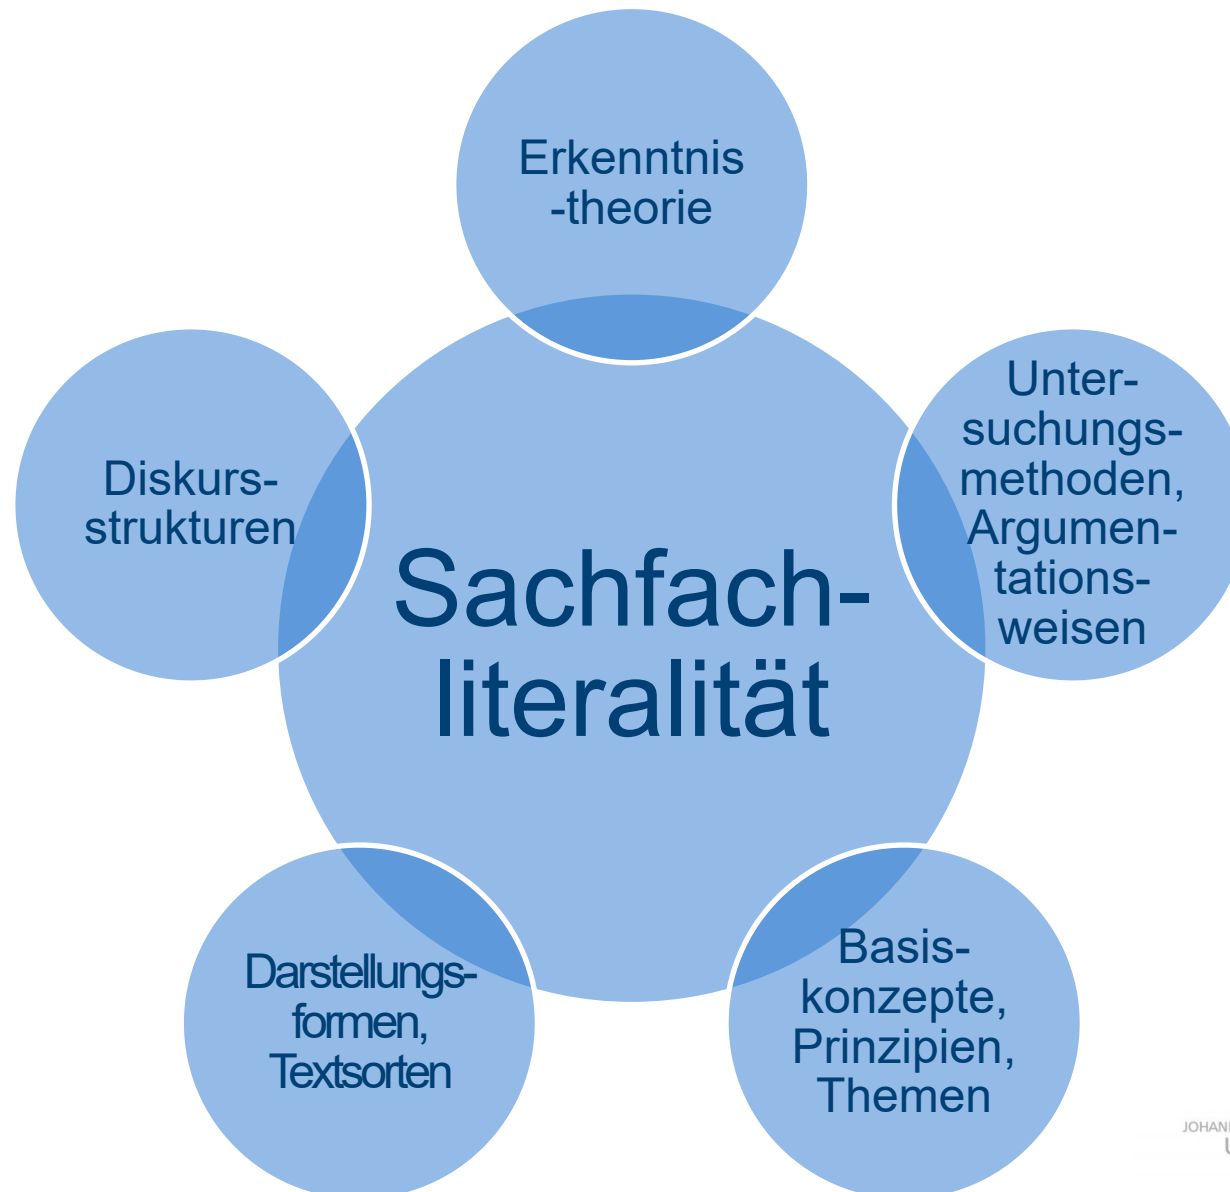 Erkenntnis
-theorie
Unter-
suchungs-
methoden,
Argumen-
tations-
weisen
Diskurs-
strukturen
Sachfach-
literalität
Darstellungs-
formen,
Textsorten
Basis-
konzepte,
Prinzipien,
Themen